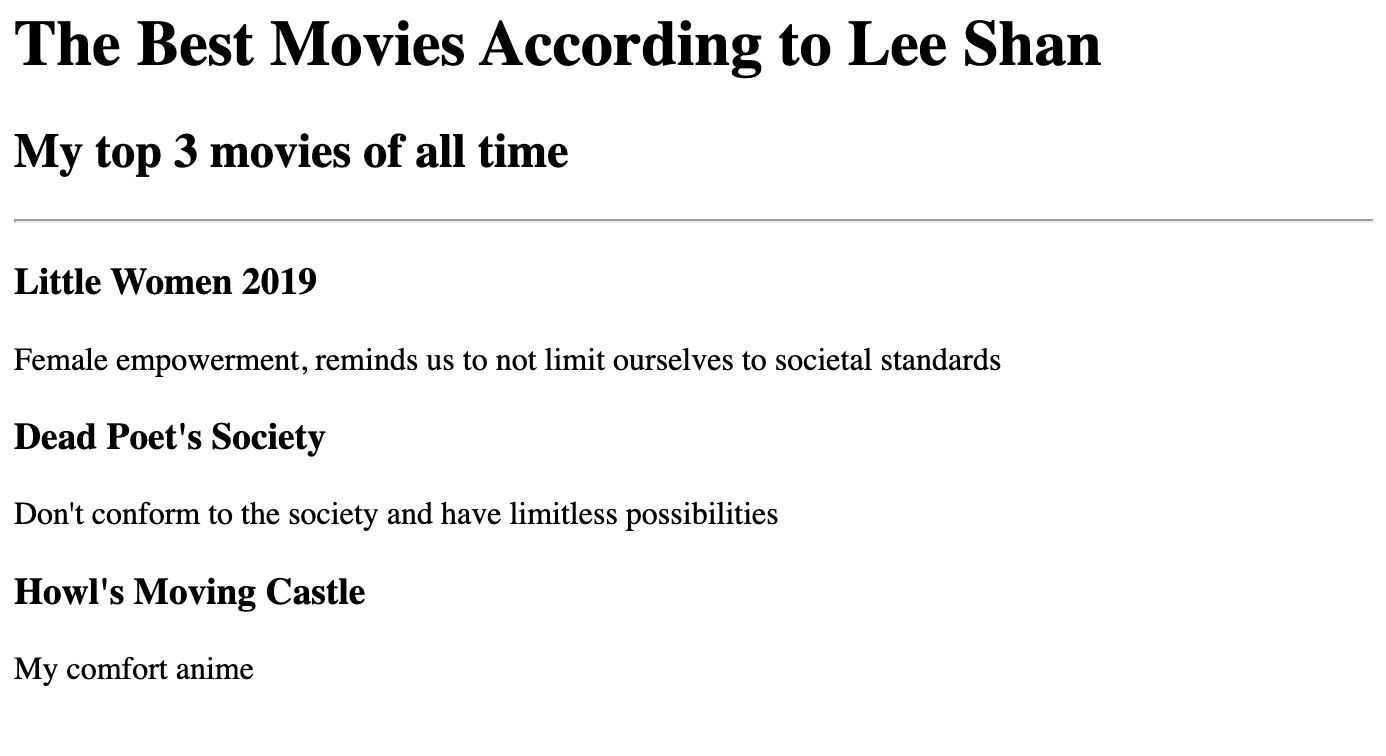 The Best Movies According to Lee Shan
My top 3 movies of all time
Little Women 2019
Female empowerment, reminds us to not limit ourselves to societal standards
Dead Poet's Society
Don't conform to the society and have limitless possibilities
Howl's Moving Castle
My comfort anime